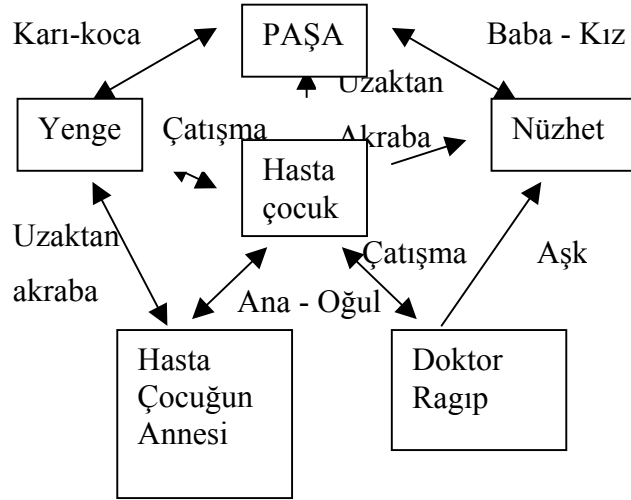 Karı-koca
PAŞA
Baba - Kız
Uzaktan
Akraba
Yenge
Çatışma
Nüzhet
Hasta
çocuk
Uzaktan
akraba
Çatışma
Aşk
Ana - Oğul
Hasta
Çocuğun
Annesi
Doktor
Ragıp